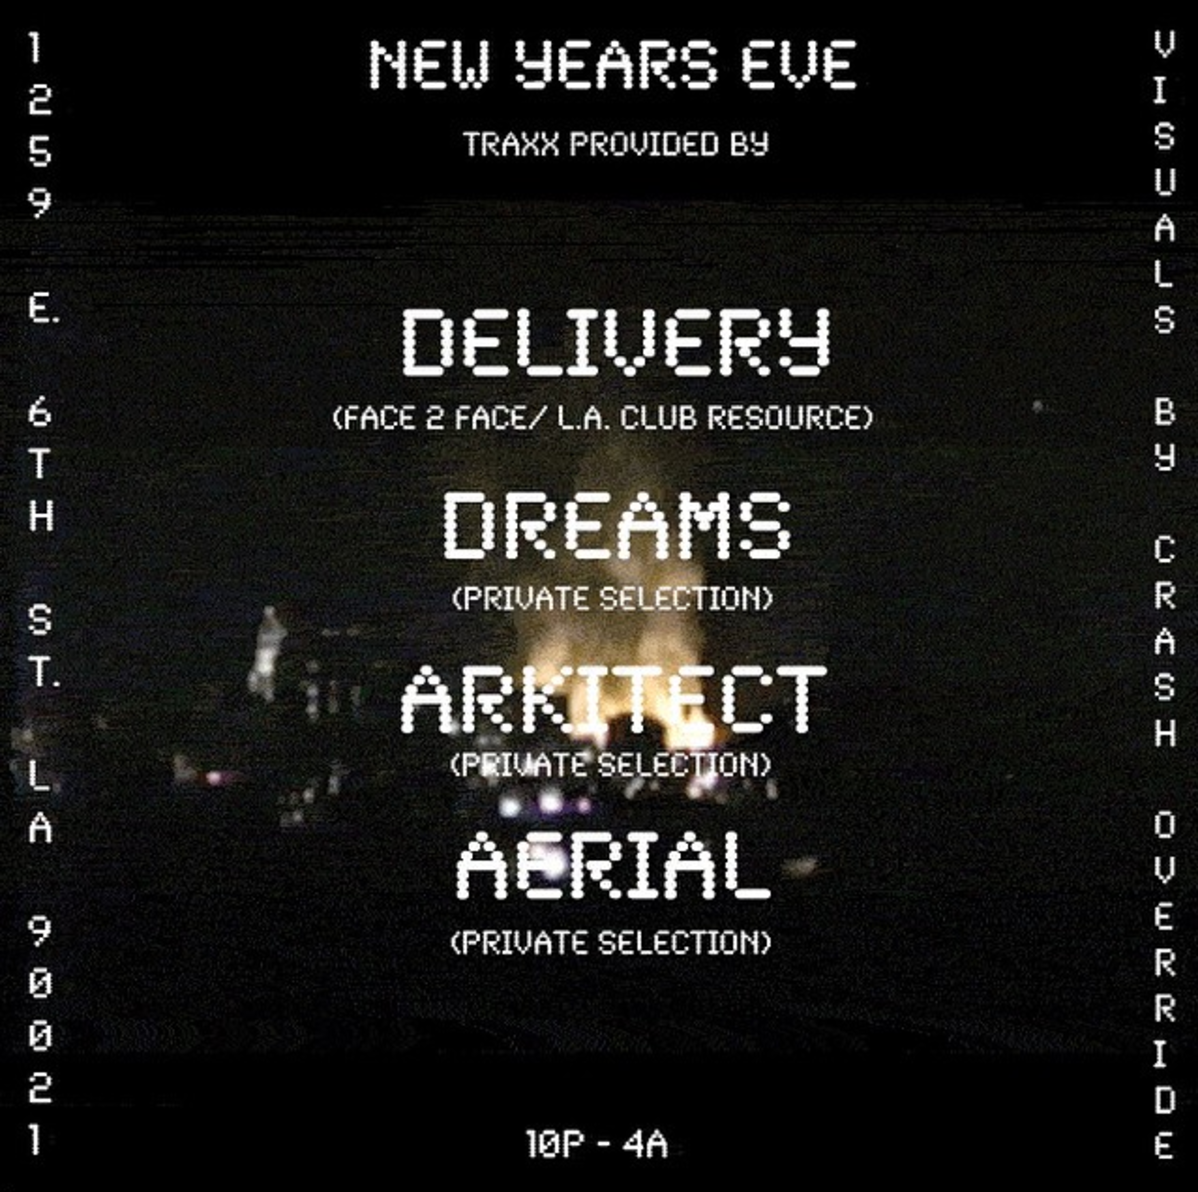 NEW YEARS EVE
TRAXX PROVIDED BY
DELIVERY
(FACE 2 FACE/ L.A. CLUB RESOURCE)
DREAMS
(PRIVATE SELECTION)
ARKITECT
(PRIVATE SELECTION)
AERIAL
(PRIVATE SELECTION)
10P - 4A
1259 E. 6TH ST. LA 90021
VISUALS BY CRASH OVERRIDE